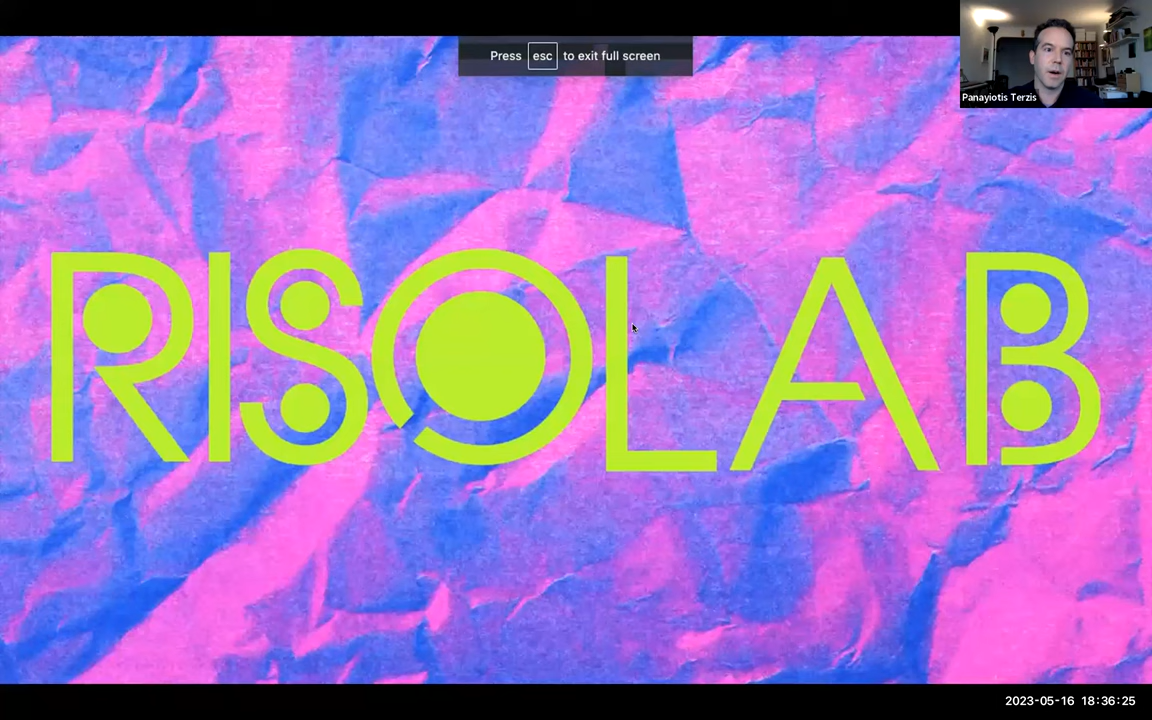 Press esc to exit full screen
Panayiotis Terzis
RISOLAB
2023-05-16 18:36:25